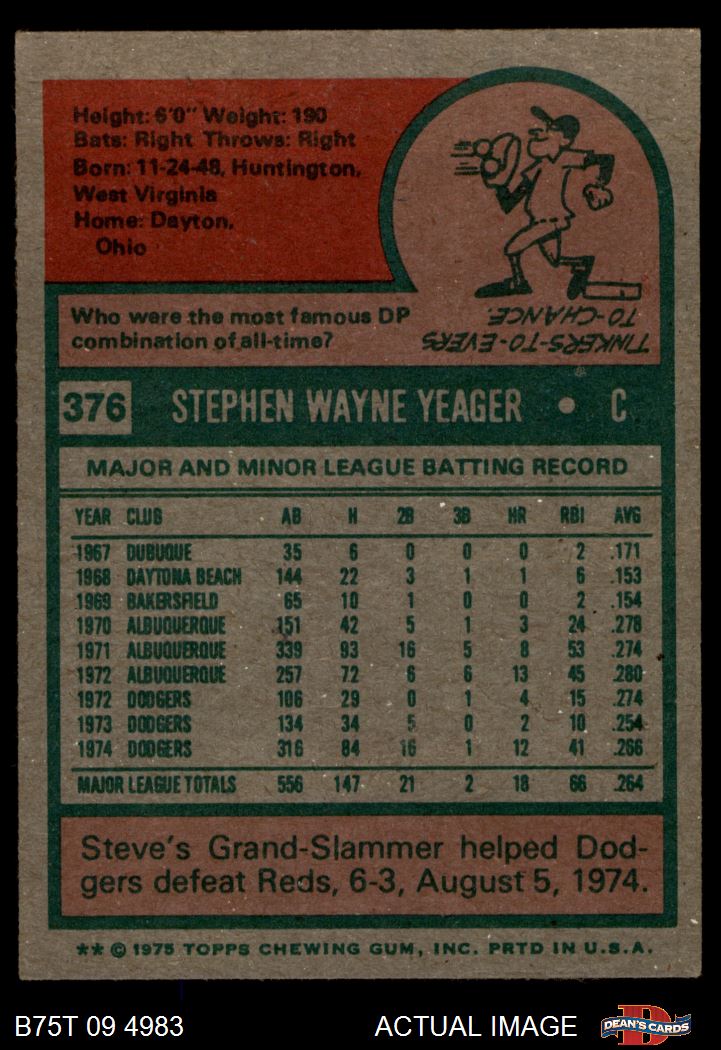 Height: 6'0" Weight: 190
Bats: Right Throws: Right
Born: 11-24-48, Huntington,
West Virginia
Home: Dayton,
Ohio
Who were the most famous DP
combination of all-time?
TINKERS-TO-EVERS
TO-CHANCE.
376 STEPHEN WAYNE YEAGER • C
MAJOR AND MINOR LEAGUE BATTING RECORD
YEAR CLUB AB H 2B 3B HR RBI AVG
1967 DUBUQUE 35 6 0 0 0 2 .171
1968 DAYTONA BEACH 144 22 3 1 1 6 .153
1969 BAKERSFIELD 65 10 1 0 0 2 .154
1970 ALBUQUERQUE 151 42 5 1 3 24 .278
1971 ALBUQUERQUE 339 93 16 5 8 53 .274
1972 ALBUQUERQUE 257 72 6 6 13 45 .280
1972 DODGERS 106 29 0 1 4 15 .274
1973 DODGERS 134 34 5 0 2 10 .254
1974 DODGERS 316 84 16 1 12 41 .266
MAJOR LEAGUE TOTALS 556 147 21 2 18 66 .264
Steve's Grand-Slammer helped Dod-
gers defeat Reds, 6-3, August 5, 1974.
** © 1975 TOPPS CHEWING GUM, INC. PRTD IN U.S.A.
B75T 09 4983 ACTUAL IMAGE D DEAN'S CARDS